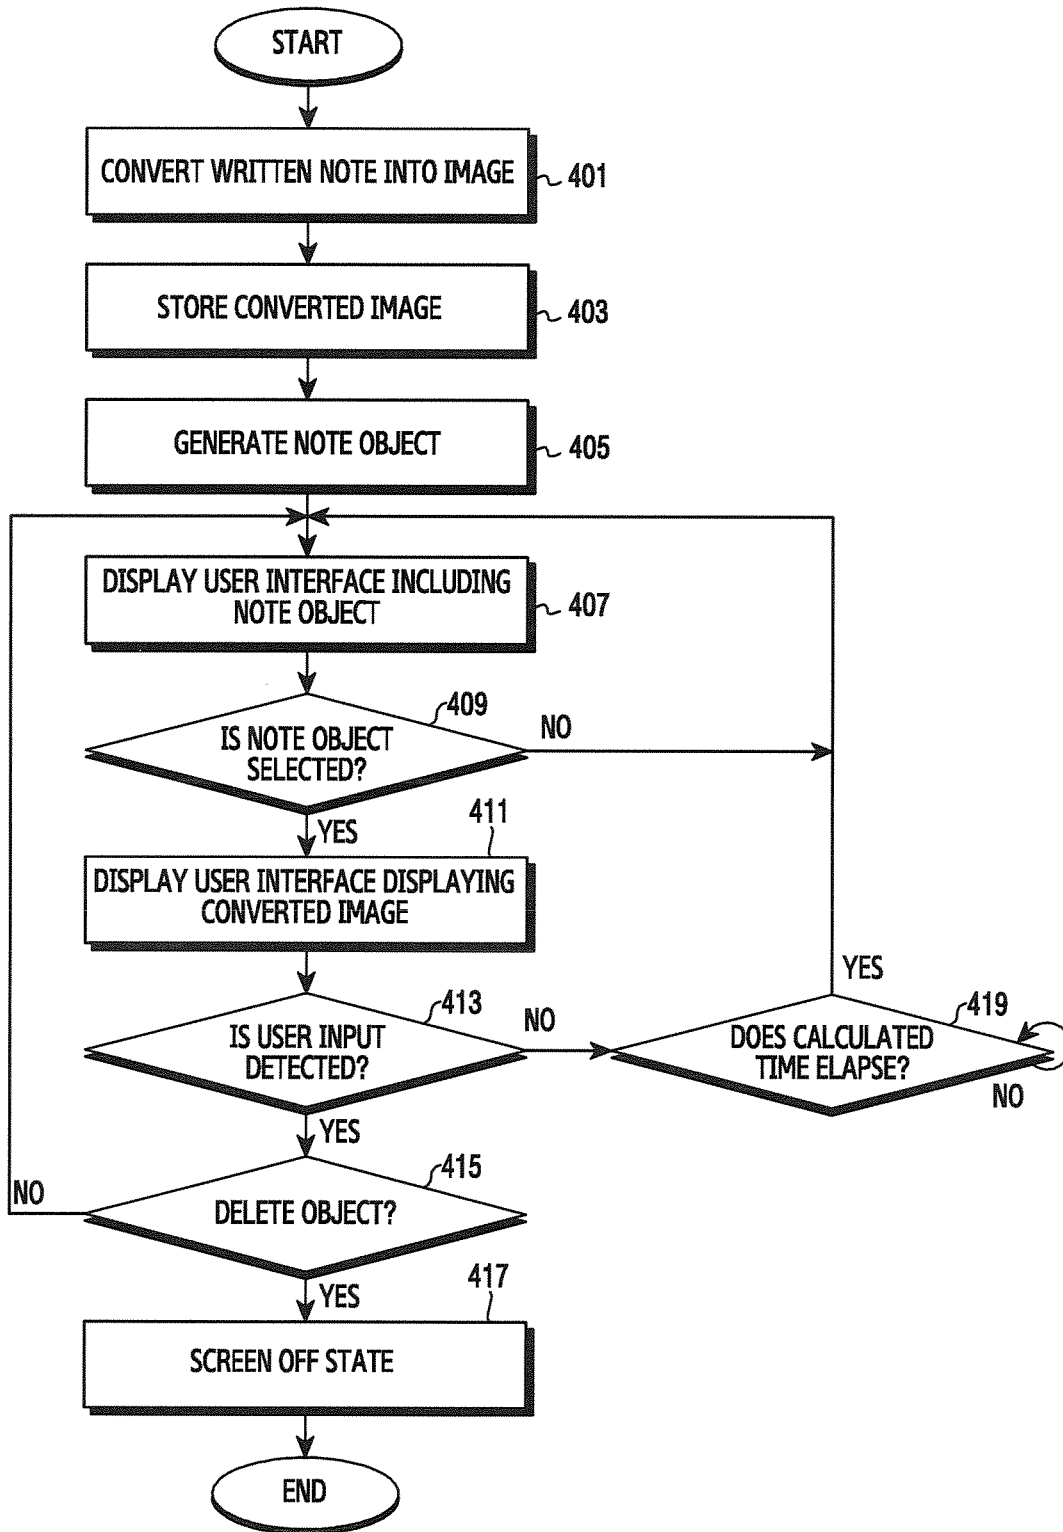 START
CONVERT WRITTEN NOTE INTO IMAGE
401
STORE CONVERTED IMAGE
403
GENERATE NOTE OBJECT
405
DISPLAY USER INTERFACE INCLUDING
NOTE OBJECT
407
409
IS NOTE OBJECT
SELECTED?
NO
YES
411
DISPLAY USER INTERFACE DISPLAYING
CONVERTED IMAGE
413
IS USER INPUT
DETECTED?
NO
YES
419
DOES CALCULATED
TIME ELAPSE?
NO
YES
415
DELETE OBJECT?
NO
YES
417
SCREEN OFF STATE
END